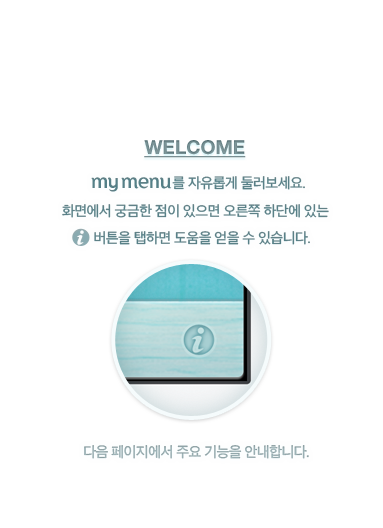 WELCOME
my menu를 자유롭게 둘러보세요.
화면에서 궁금한 점이 있으면 오른쪽 하단에 있는
i 버튼을 탭하면 도움을 얻을 수 있습니다.
i
다음 페이지에서 주요 기능을 안내합니다.